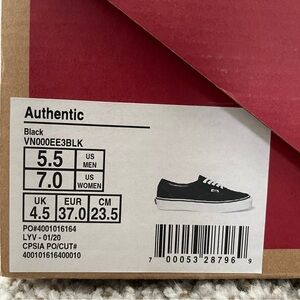 Authentic
Black
VN000EE3BLK
5.5 US MEN
7.0 US WOMEN
UK EUR CM
4.5 37.0 23.5
PO#4001016164
LYV - 01/20
CPSIA PO/CUT#
400101616400010
7 00053 28796 9